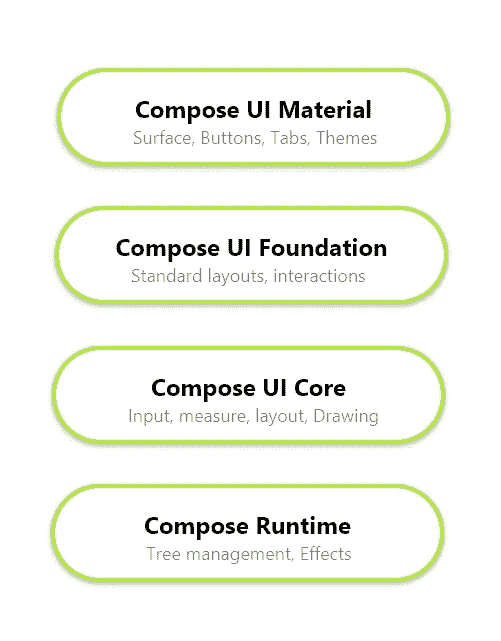 Compose UI Material
Surface, Buttons, Tabs, Themes
Compose UI Foundation
Standard layouts, interactions
Compose UI Core
Input, measure, layout, Drawing
Compose Runtime
Tree management, Effects